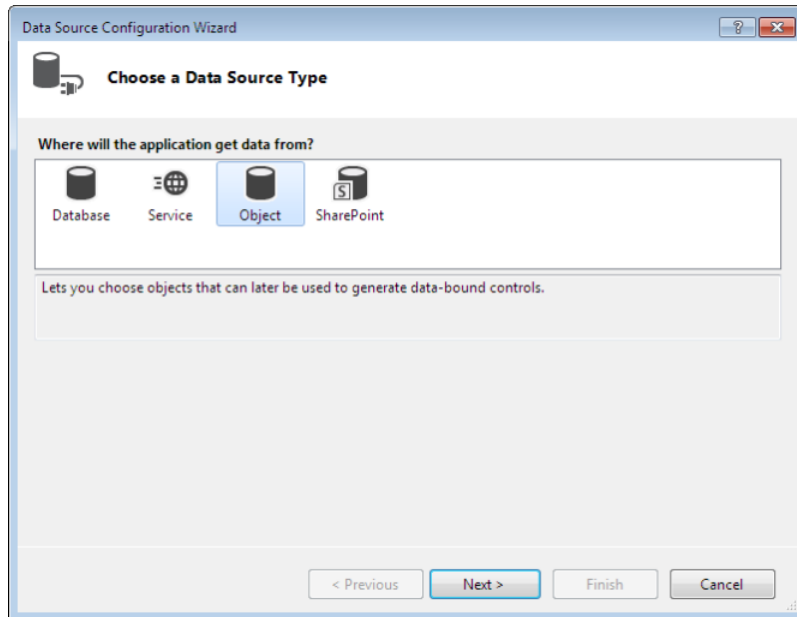 Data Source Configuration Wizard
?
Choose a Data Source Type
Where will the application get data from?
Database Service Object SharePoint
Lets you choose objects that can later be used to generate data-bound controls.
< Previous Next > Finish Cancel